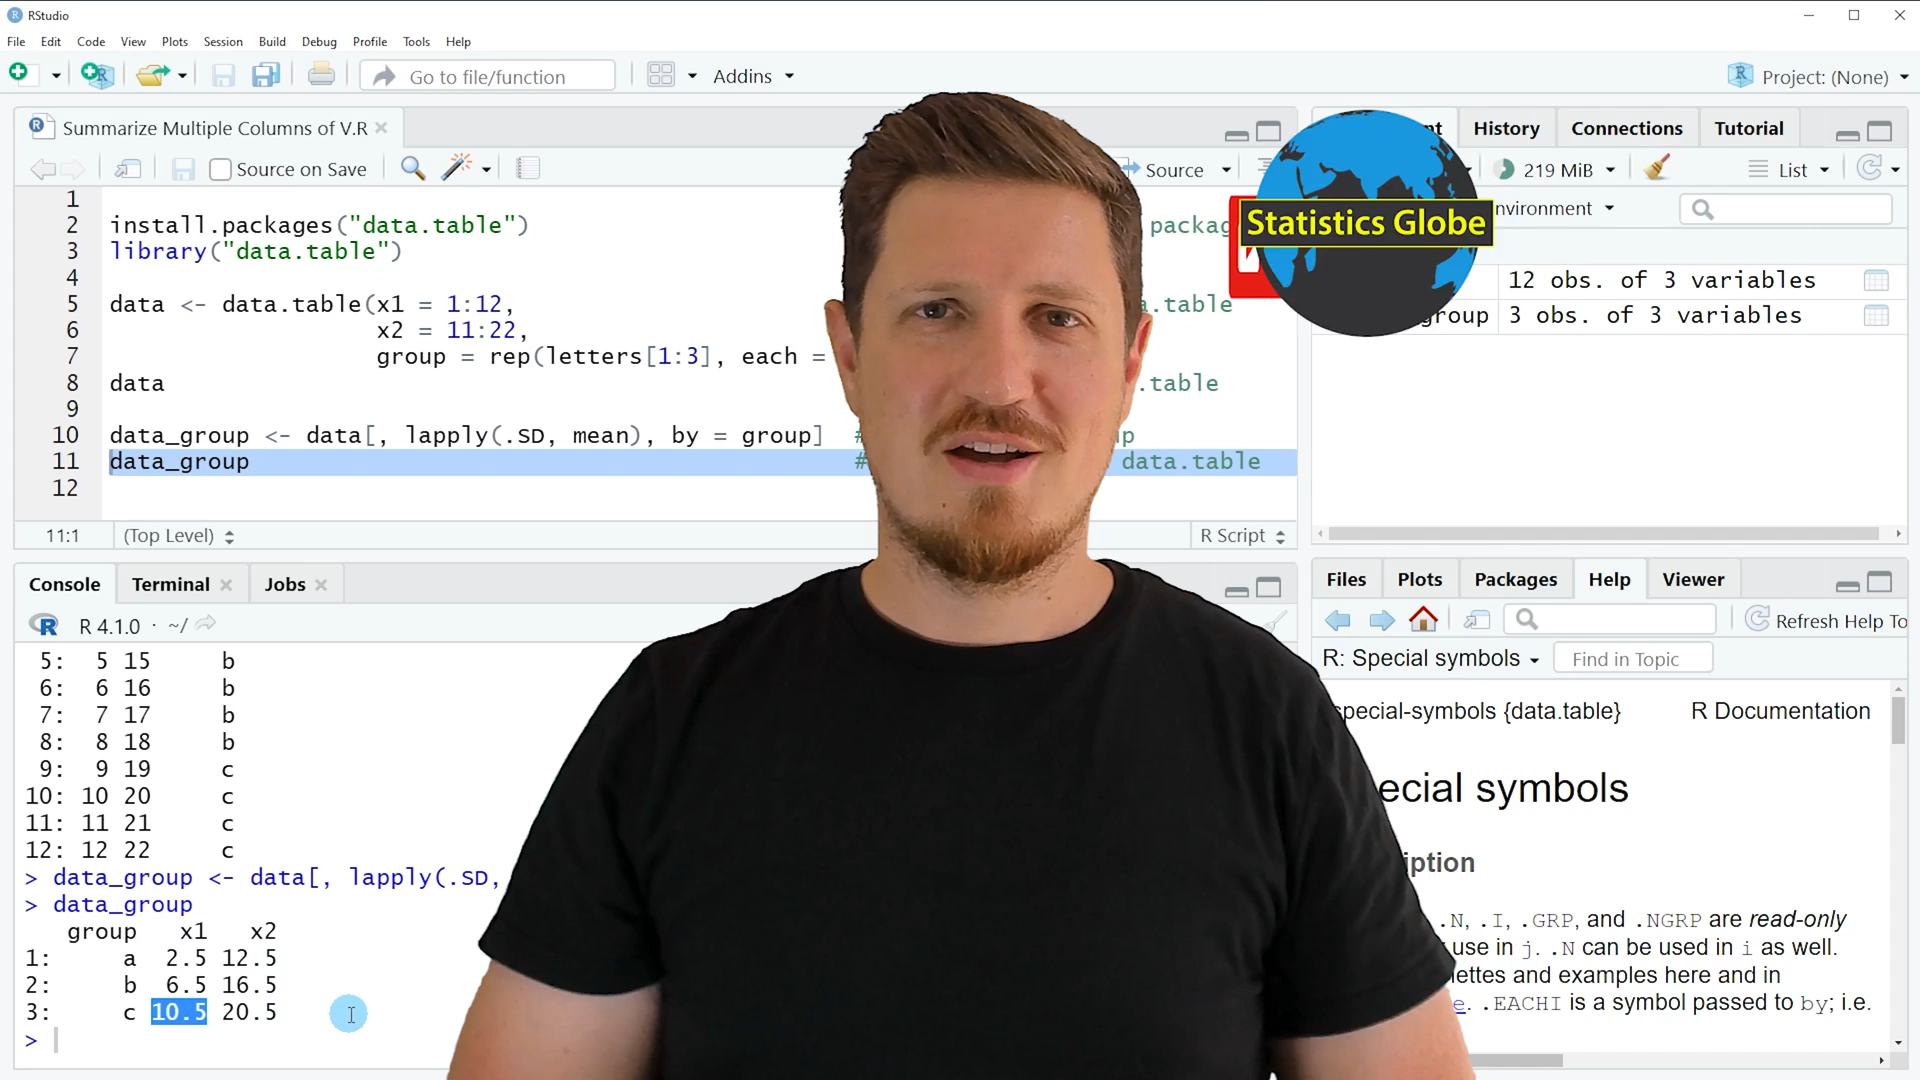 RStudio
File Edit Code View Plots Session Build Debug Profile Tools Help
Go to file/function Addins Project: (None)
Summarize Multiple Columns of V.R
Source on Save Source
1
2 install.packages("data.table") packag
3 library("data.table")
4
5 data <- data.table(x1 = 1:12, a.table
6 x2 = 11:22,
7 group = rep(letters[1:3], each =
8 data .table
9
10 data_group <- data[, lapply(.SD, mean), by = group] # p
11 data_group # data.table
12
11:1 (Top Level) R Script
Console Terminal Jobs
R 4.1.0 · ~/
5: 5 15 b
6: 6 16 b
7: 7 17 b
8: 8 18 b
9: 9 19 c
10: 10 20 c
11: 11 21 c
12: 12 22 c
> data_group <- data[, lapply(.SD,
> data_group
group x1 x2
1: a 2.5 12.5
2: b 6.5 16.5
3: c 10.5 20.5
>
nt History Connections Tutorial
219 MiB List
nvironment
Statistics Globe
12 obs. of 3 variables
group 3 obs. of 3 variables
Files Plots Packages Help Viewer
Refresh Help To
R: Special symbols Find in Topic
special-symbols {data.table} R Documentation
ecial symbols
iption
.N, .I, .GRP, and .NGRP are read-only
use in j. .N can be used in i as well.
ettes and examples here and in
e. .EACHI is a symbol passed to by; i.e.